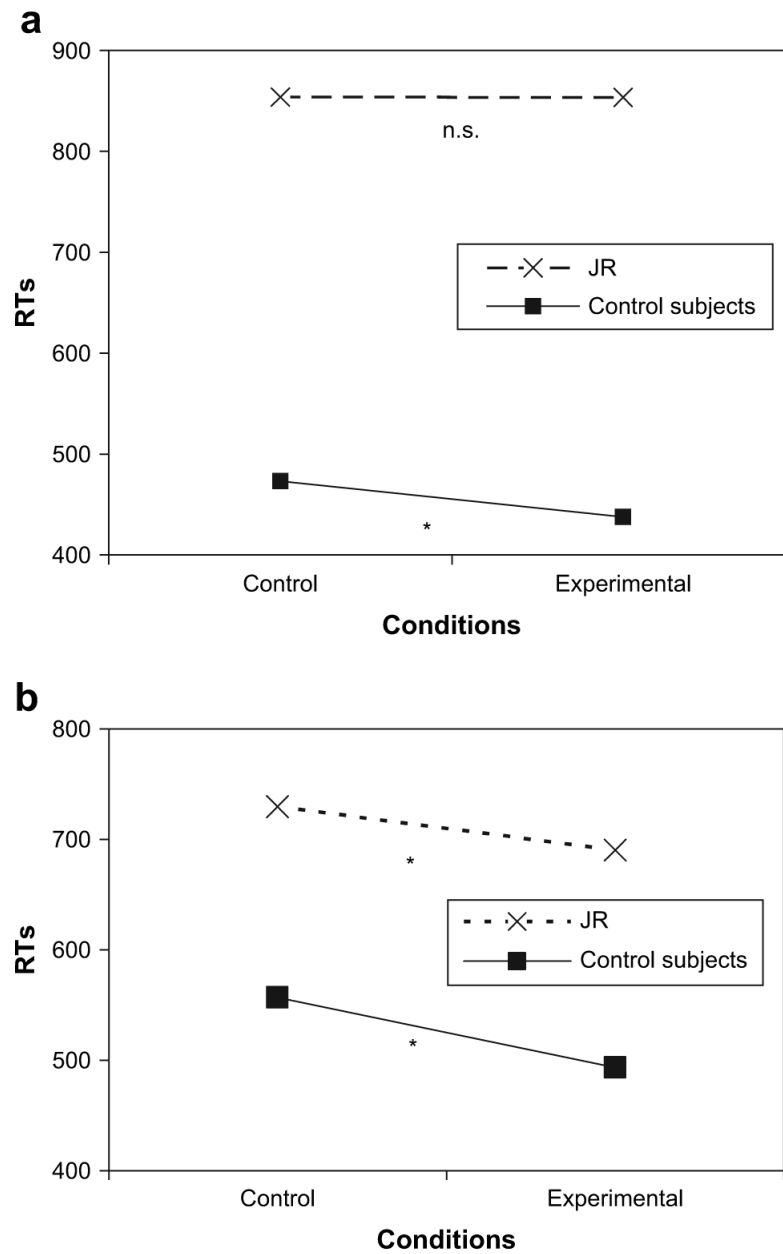 a
900
800
700
600
500
400
RTs
n.s.
JR
Control subjects
*
Control
Experimental
Conditions
b
800
700
600
500
400
RTs
*
JR
Control subjects
*
Control
Experimental
Conditions